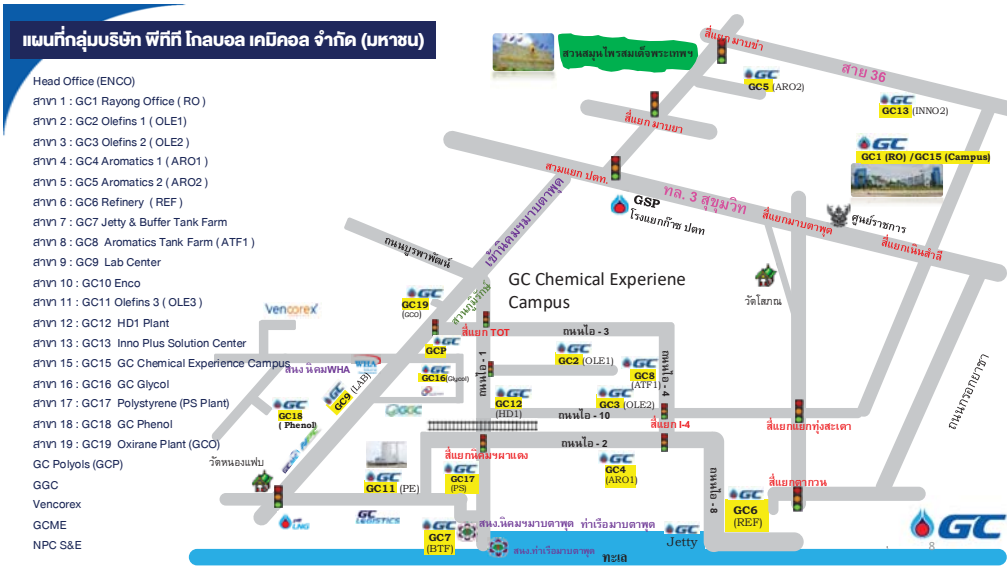 แผนที่กลุ่มบริษัท พีทีที โกลบอล เคมิคอล จำกัด (มหาชน)
Head Office (ENCO)
สาขา 1 : GC1 Rayong Office ( RO )
สาขา 2 : GC2 Olefins 1 ( OLE1)
สาขา 3 : GC3 Olefins 2 ( OLE2)
สาขา 4 : GC4 Aromatics 1 ( ARO1 )
สาขา 5 : GC5 Aromatics 2 ( ARO2 )
สาขา 6 : GC6 Refinery ( REF )
สาขา 7 : GC7 Jetty & Buffer Tank Farm
สาขา 8 : GC8 Aromatics Tank Farm ( ATF1 )
สาขา 9 : GC9 Lab Center
สาขา 10 : GC10 Enco
สาขา 11 : GC11 Olefins 3 ( OLE3 )
สาขา 12 : GC12 HD1 Plant
สาขา 13 : GC13 Inno Plus Solution Center
สาขา 15 : GC15 GC Chemical Experience Campus
สาขา 16 : GC16 GC Glycol
สาขา 17 : GC17 Polystyrene (PS Plant)
สาขา 18 : GC18 GC Phenol
สาขา 19 : GC19 Oxirane Plant (GCO)
GC Polyols (GCP)
GGC
Vencorex
GCME
NPC S&E
สวนสมุนไพรสมเด็จพระเทพฯ
สี่แยก มาบข่า
สาย 36
GC
GC5 (ARO2)
GC
GC13 (INNO2)
สี่แยก มาบยา
GC
GC1 (RO) /GC15 (Campus)
สามแยก ปตท.
ทล. 3 สุขุมวิท
GSP
โรงแยกก๊าซ ปตท
สี่แยกมาบตาพุด
ศูนย์ราชการ
สี่แยกเนินสำลี
เข้านิคมฯมาบตาพุด
ถนนบูรพาพัฒน์
GC Chemical Experiene
Campus
วัดโสภณ
สวนภูมิรักษ์
GC
GC19
(GCO)
Vencorex
สี่แยก TOT
ถนนไอ - 3
GC
GCP
ถนนไอ - 1
GC
GC2 (OLE1)
GC
GC8
(ATF1)
ถนนไอ - 4
สนง นิคมWHA
WHA
GC
GC16(Glycol)
GC
GC9 (LAB)
GC
GC12
(HD1)
GC
GC3 (OLE2)
GGC
GC
GC18
( Phenol)
ถนนไอ - 10
สี่แยก I-4
สี่แยกแยกทุ่งสะเดา
ถนนกรอกยายชา
ถนนไอ - 2
สี่แยกนิคมฯผาแดง
วัดหนองแฟบ
GC
GC11 (PE)
GC
GC17
(PS)
GC
GC4
(ARO1)
ถนนไอ - 8
สี่แยกตากวน
GC
GC6
(REF)
LNG
GC
LOGISTICS
GC
GC7
(BTF)
สนง.นิคมฯมาบตาพุด
ท่าเรือมาบตาพุด
GC
Jetty
สนง.ท่าเรือมาบตาพุด
ทะเล
GC
8